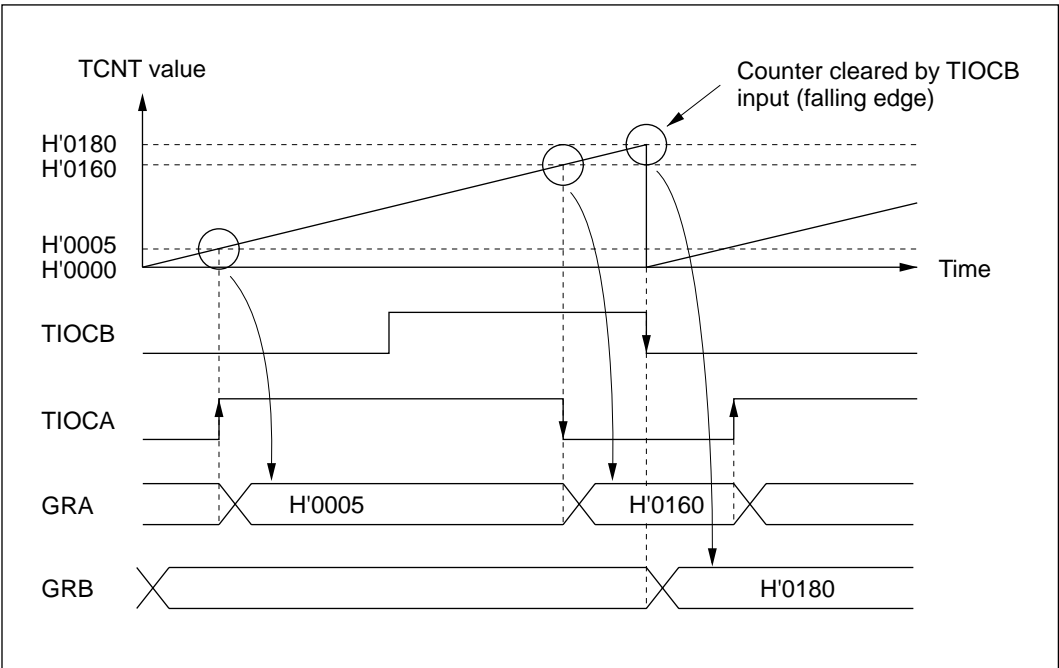 TCNT value
Counter cleared by TIOCB
input (falling edge)
H'0180
H'0160
H'0005
H'0000
Time
TIOCB
TIOCA
GRA
H'0005
H'0160
GRB
H'0180